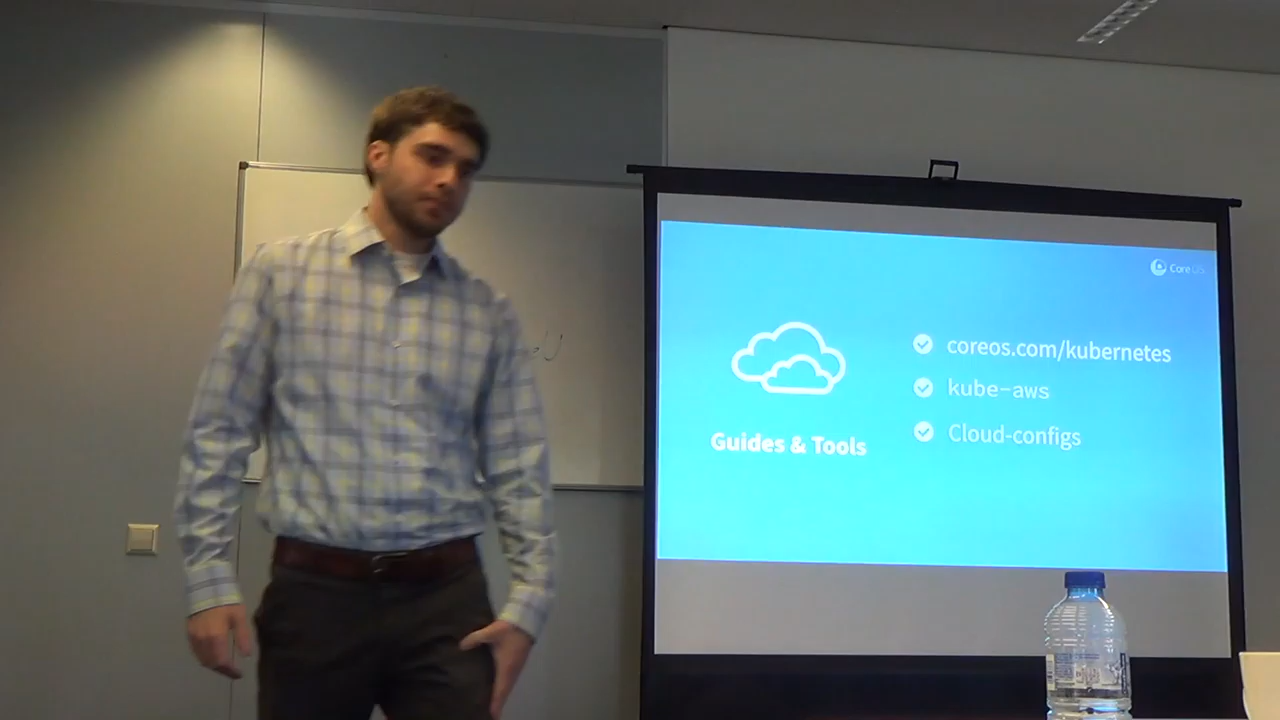 CoreOS
coreos.com/kubernetes
kube-aws
Cloud-configs
Guides & Tools